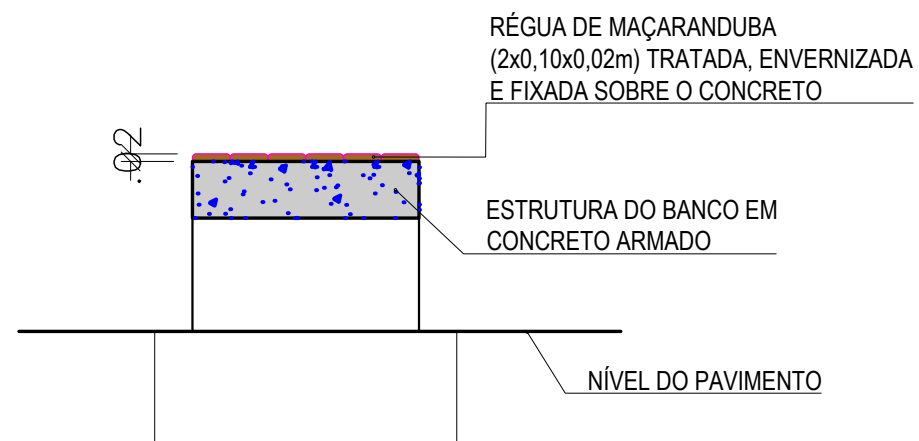 RÉGUA DE MAÇARANDUBA
(2x0,10x0,02m) TRATADA, ENVERNIZADA
E FIXADA SOBRE O CONCRETO
.02
ESTRUTURA DO BANCO EM
CONCRETO ARMADO
NÍVEL DO PAVIMENTO